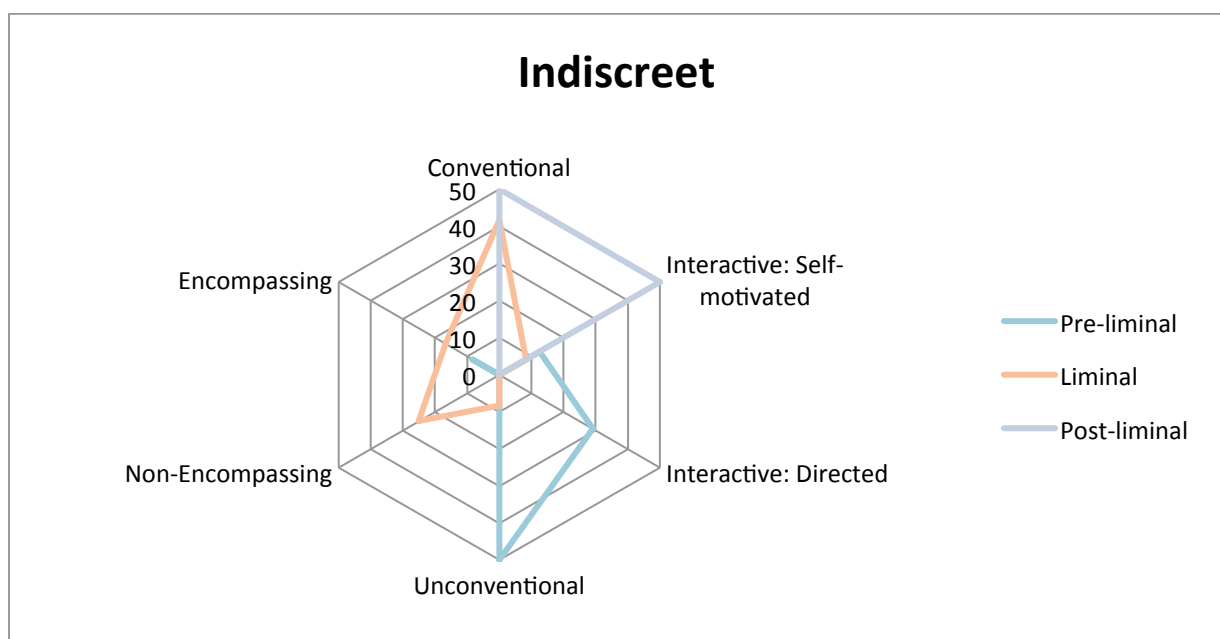 Indiscreet
Conventional
50
40
30
20
10
0
Encompassing
Interactive: Self-
motivated
Non-Encompassing
Interactive: Directed
Unconventional
Pre-liminal
Liminal
Post-liminal